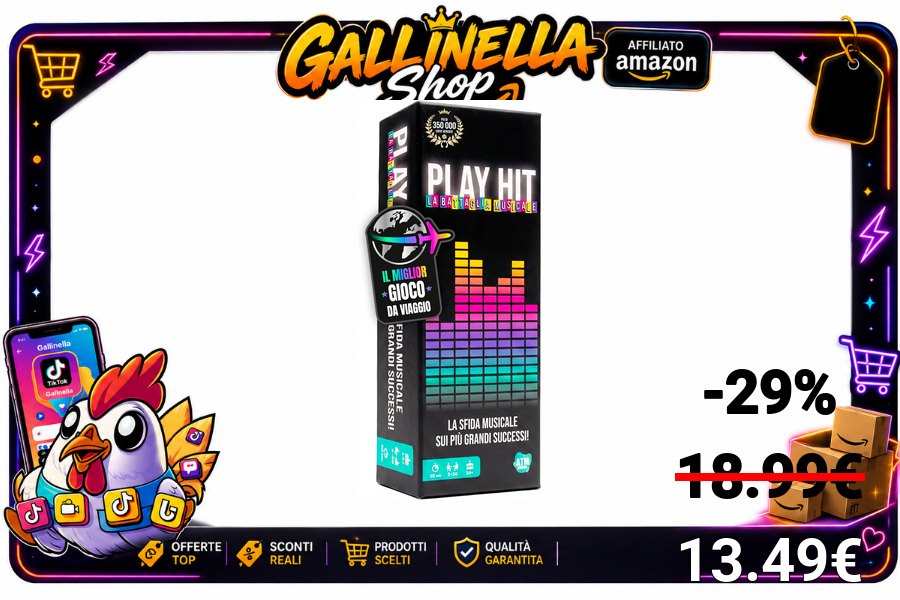 GALLINELLA
Shop
AFFILIATO
amazon
350 000
PLAY HIT
LA BATTAGLIA MUSICALE
PLAY
IL MIGLIOR
GIOCO
DA VIAGGIO
SFIDA MUSICALE
GRANDI SUCCESSI!
LA SFIDA MUSICALE
SUI PIÙ GRANDI SUCCESSI!
ATM
Gallinella
TikTok
Gallinella
-29%
18.99€
13.49€
OFFERTE
TOP
SCONTI
REALI
PRODOTTI
SCELTI
QUALITÀ
GARANTITA